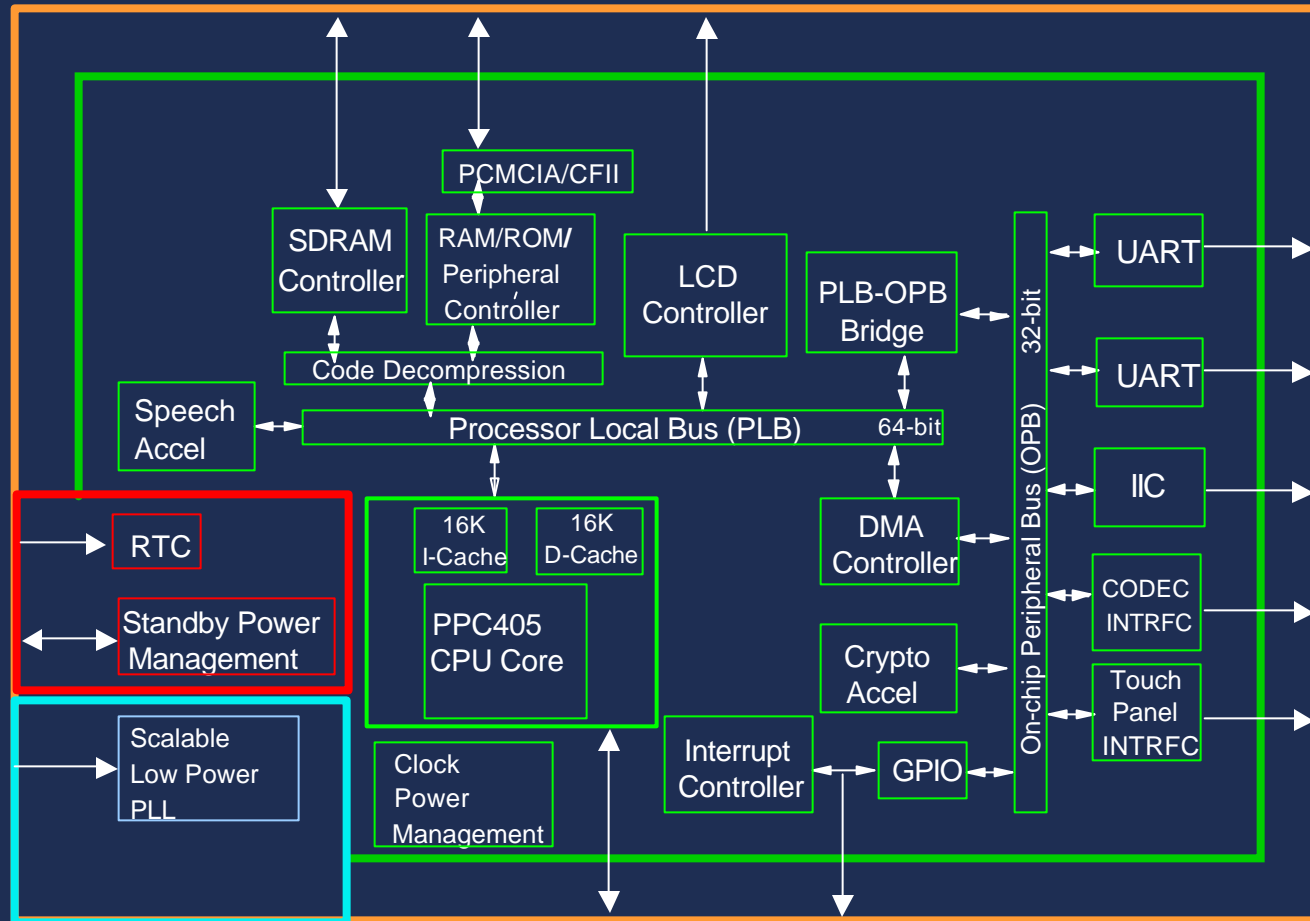 PCMCIA/CFII
SDRAM
Controller
RAM/ROM/
Peripheral
Controller
LCD
Controller
PLB-OPB
Bridge
32-bit
On-chip Peripheral Bus (OPB)
UART
UART
IIC
CODEC
INTRFC
Touch
Panel
INTRFC
Code Decompression
Speech
Accel
Processor Local Bus (PLB)
64-bit
16K
I-Cache
16K
D-Cache
PPC405
CPU Core
DMA
Controller
Crypto
Accel
RTC
Standby Power
Management
Scalable
Low Power
PLL
Clock
Power
Management
Interrupt
Controller
GPIO